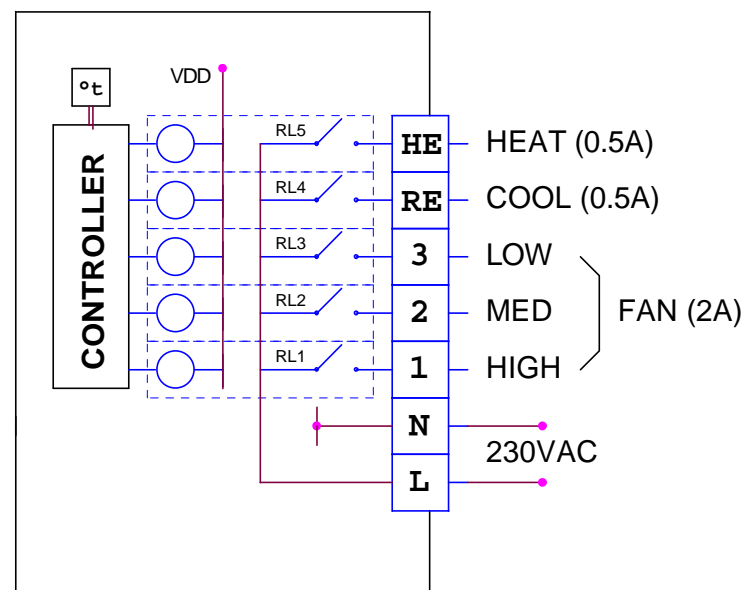 VDD
°t
CONTROLLER
RL5
HE
HEAT (0.5A)
RL4
RE
COOL (0.5A)
RL3
3
LOW
RL2
2
MED
FAN (2A)
RL1
1
HIGH
N
230VAC
L